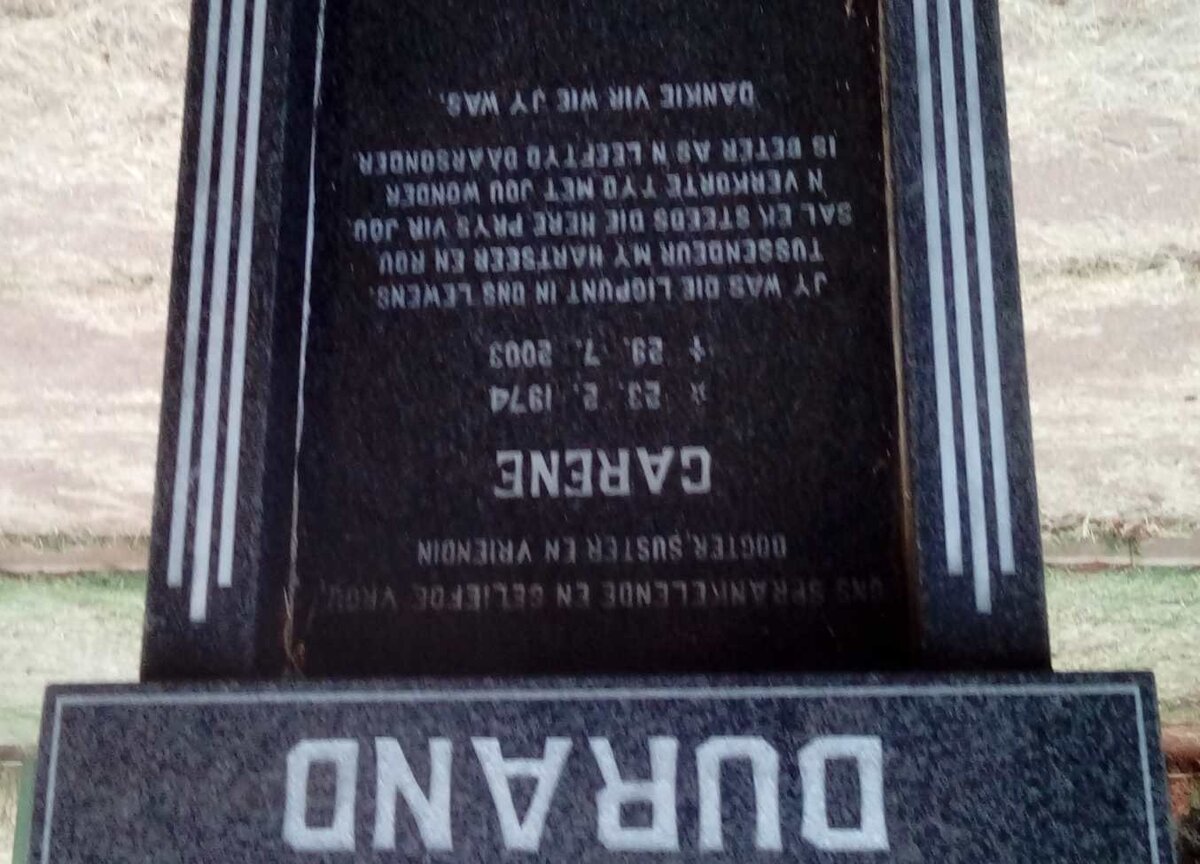 DURAND
ONS SPRANKELENDE EN GELIEFDE VROU,
DOGTER, SUSTER EN VRIENDIN
CARENE
☆ 23. 2. 1974
✝ 29. 7. 2003
JY WAS DIE LIGPUNT IN ONS LEWENS.
TUSSENDEUR MY HARTSEER EN ROU
SAL EK STEEDS DIE HERE PRYS VIR JOU.
'N VERKORTE TYD MET JOU WONDER
IS BETER AS 'N LEEFTYD DAARSONDER.
DANKIE VIR WIE JY WAS.